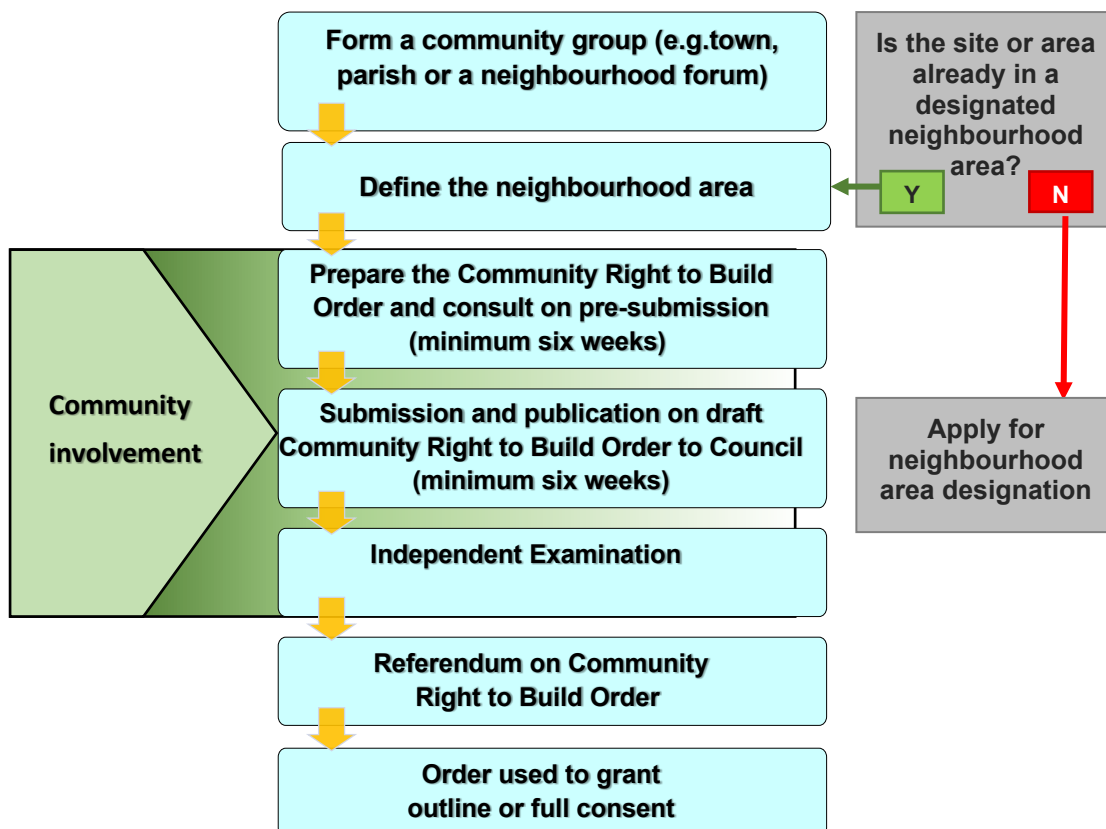 Form a community group (e.g.town,
parish or a neighbourhood forum)
Is the site or area
already in a
designated
neighbourhood
area?
Y
N
Define the neighbourhood area
Prepare the Community Right to Build
Order and consult on pre-submission
(minimum six weeks)
Community
involvement
Submission and publication on draft
Community Right to Build Order to Council
(minimum six weeks)
Apply for
neighbourhood
area designation
Independent Examination
Referendum on Community
Right to Build Order
Order used to grant
outline or full consent